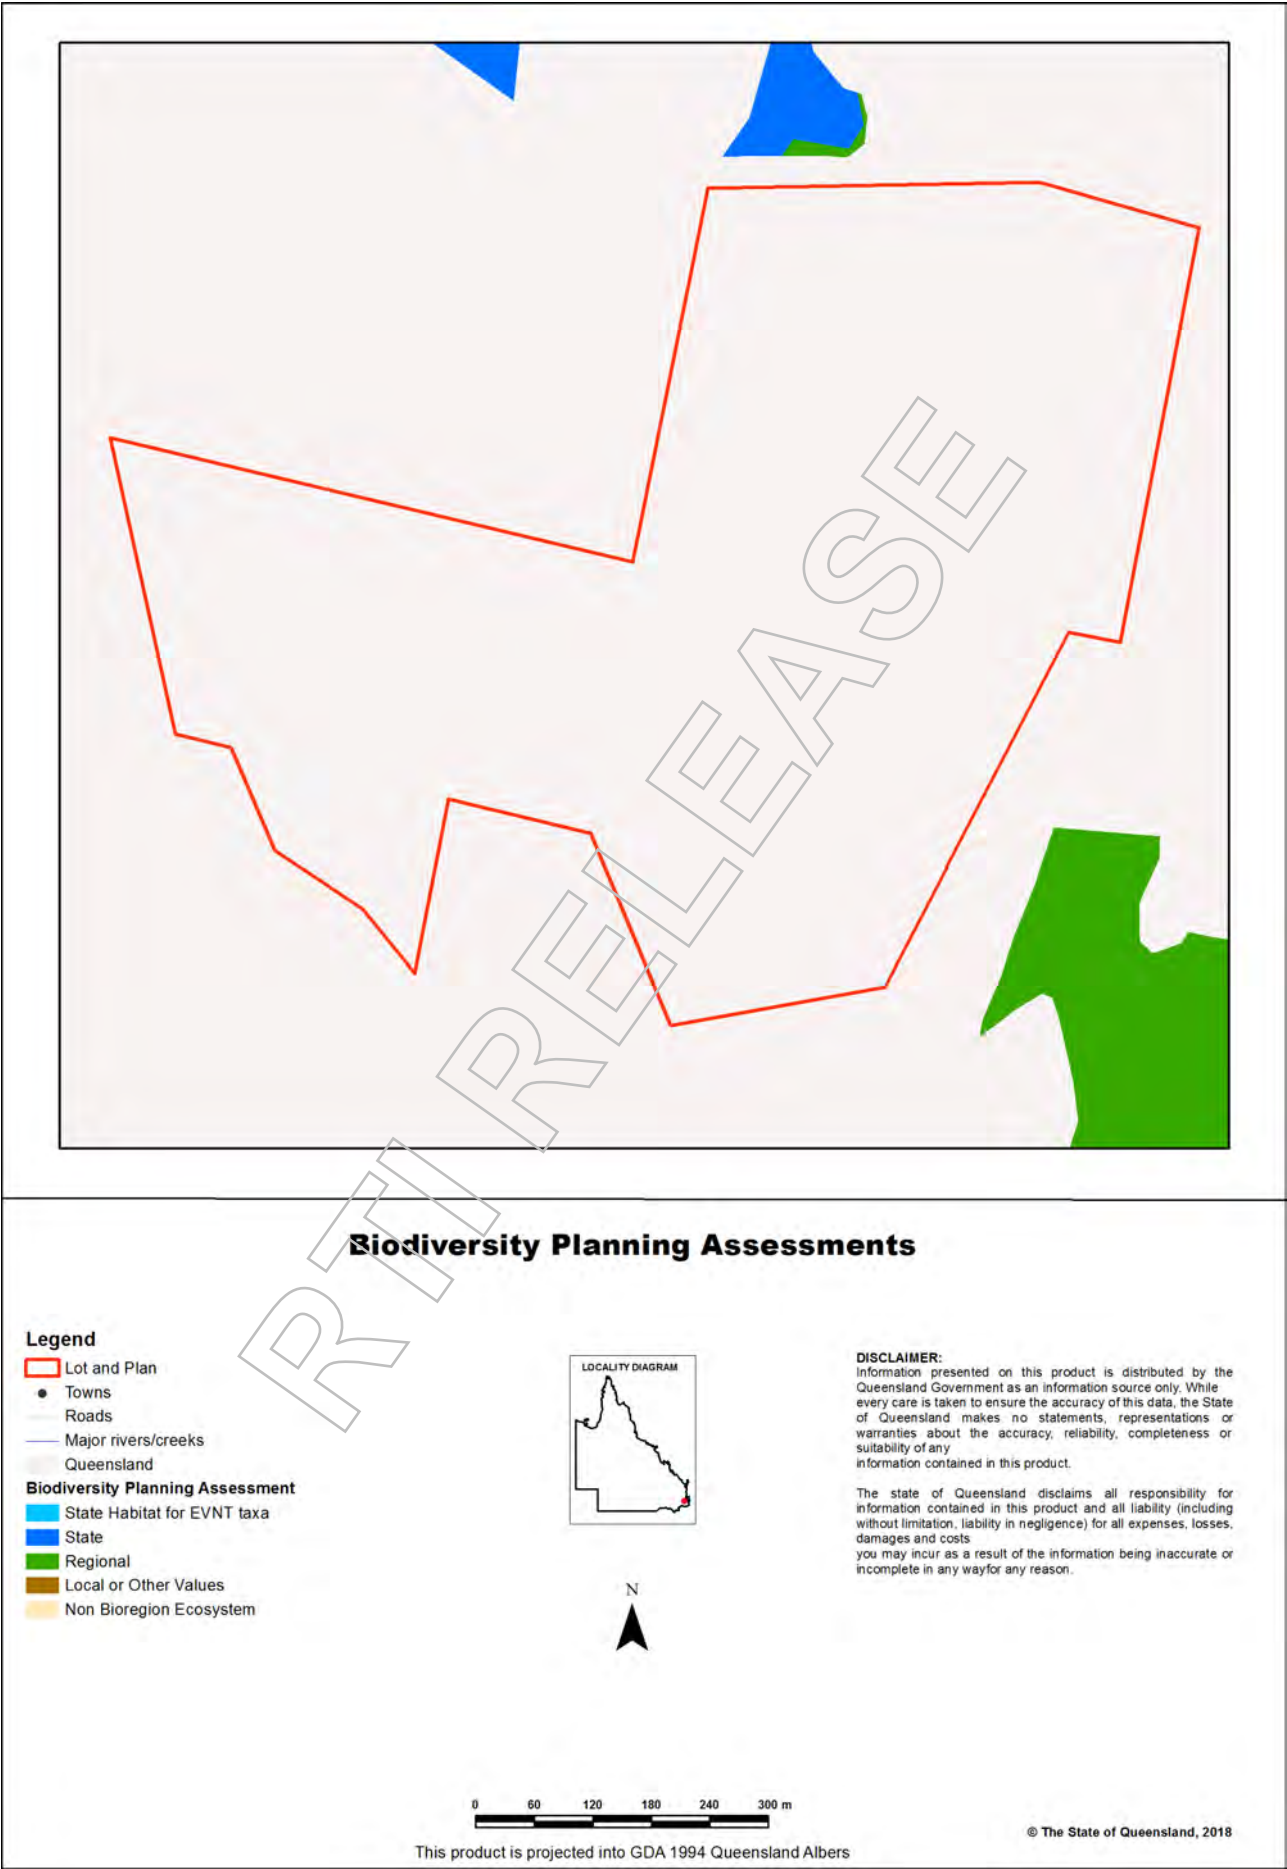 RTI RELEASE
Biodiversity Planning Assessments
Legend
Lot and Plan
Towns
Roads
Major rivers/creeks
Queensland
Biodiversity Planning Assessment
State Habitat for EVNT taxa
State
Regional
Local or Other Values
Non Bioregion Ecosystem
LOCALITY DIAGRAM
N
DISCLAIMER:
Information presented on this product is distributed by the
Queensland Government as an information source only. While
every care is taken to ensure the accuracy of this data, the State
of Queensland makes no statements, representations or
warranties about the accuracy, reliability, completeness or
suitability of any
information contained in this product.
The state of Queensland disclaims all responsibility for
information contained in this product and all liability (including
without limitation, liability in negligence) for all expenses, losses,
damages and costs
you may incur as a result of the information being inaccurate or
incomplete in any wayfor any reason.
0 60 120 180 240 300 m
This product is projected into GDA 1994 Queensland Albers
© The State of Queensland, 2018